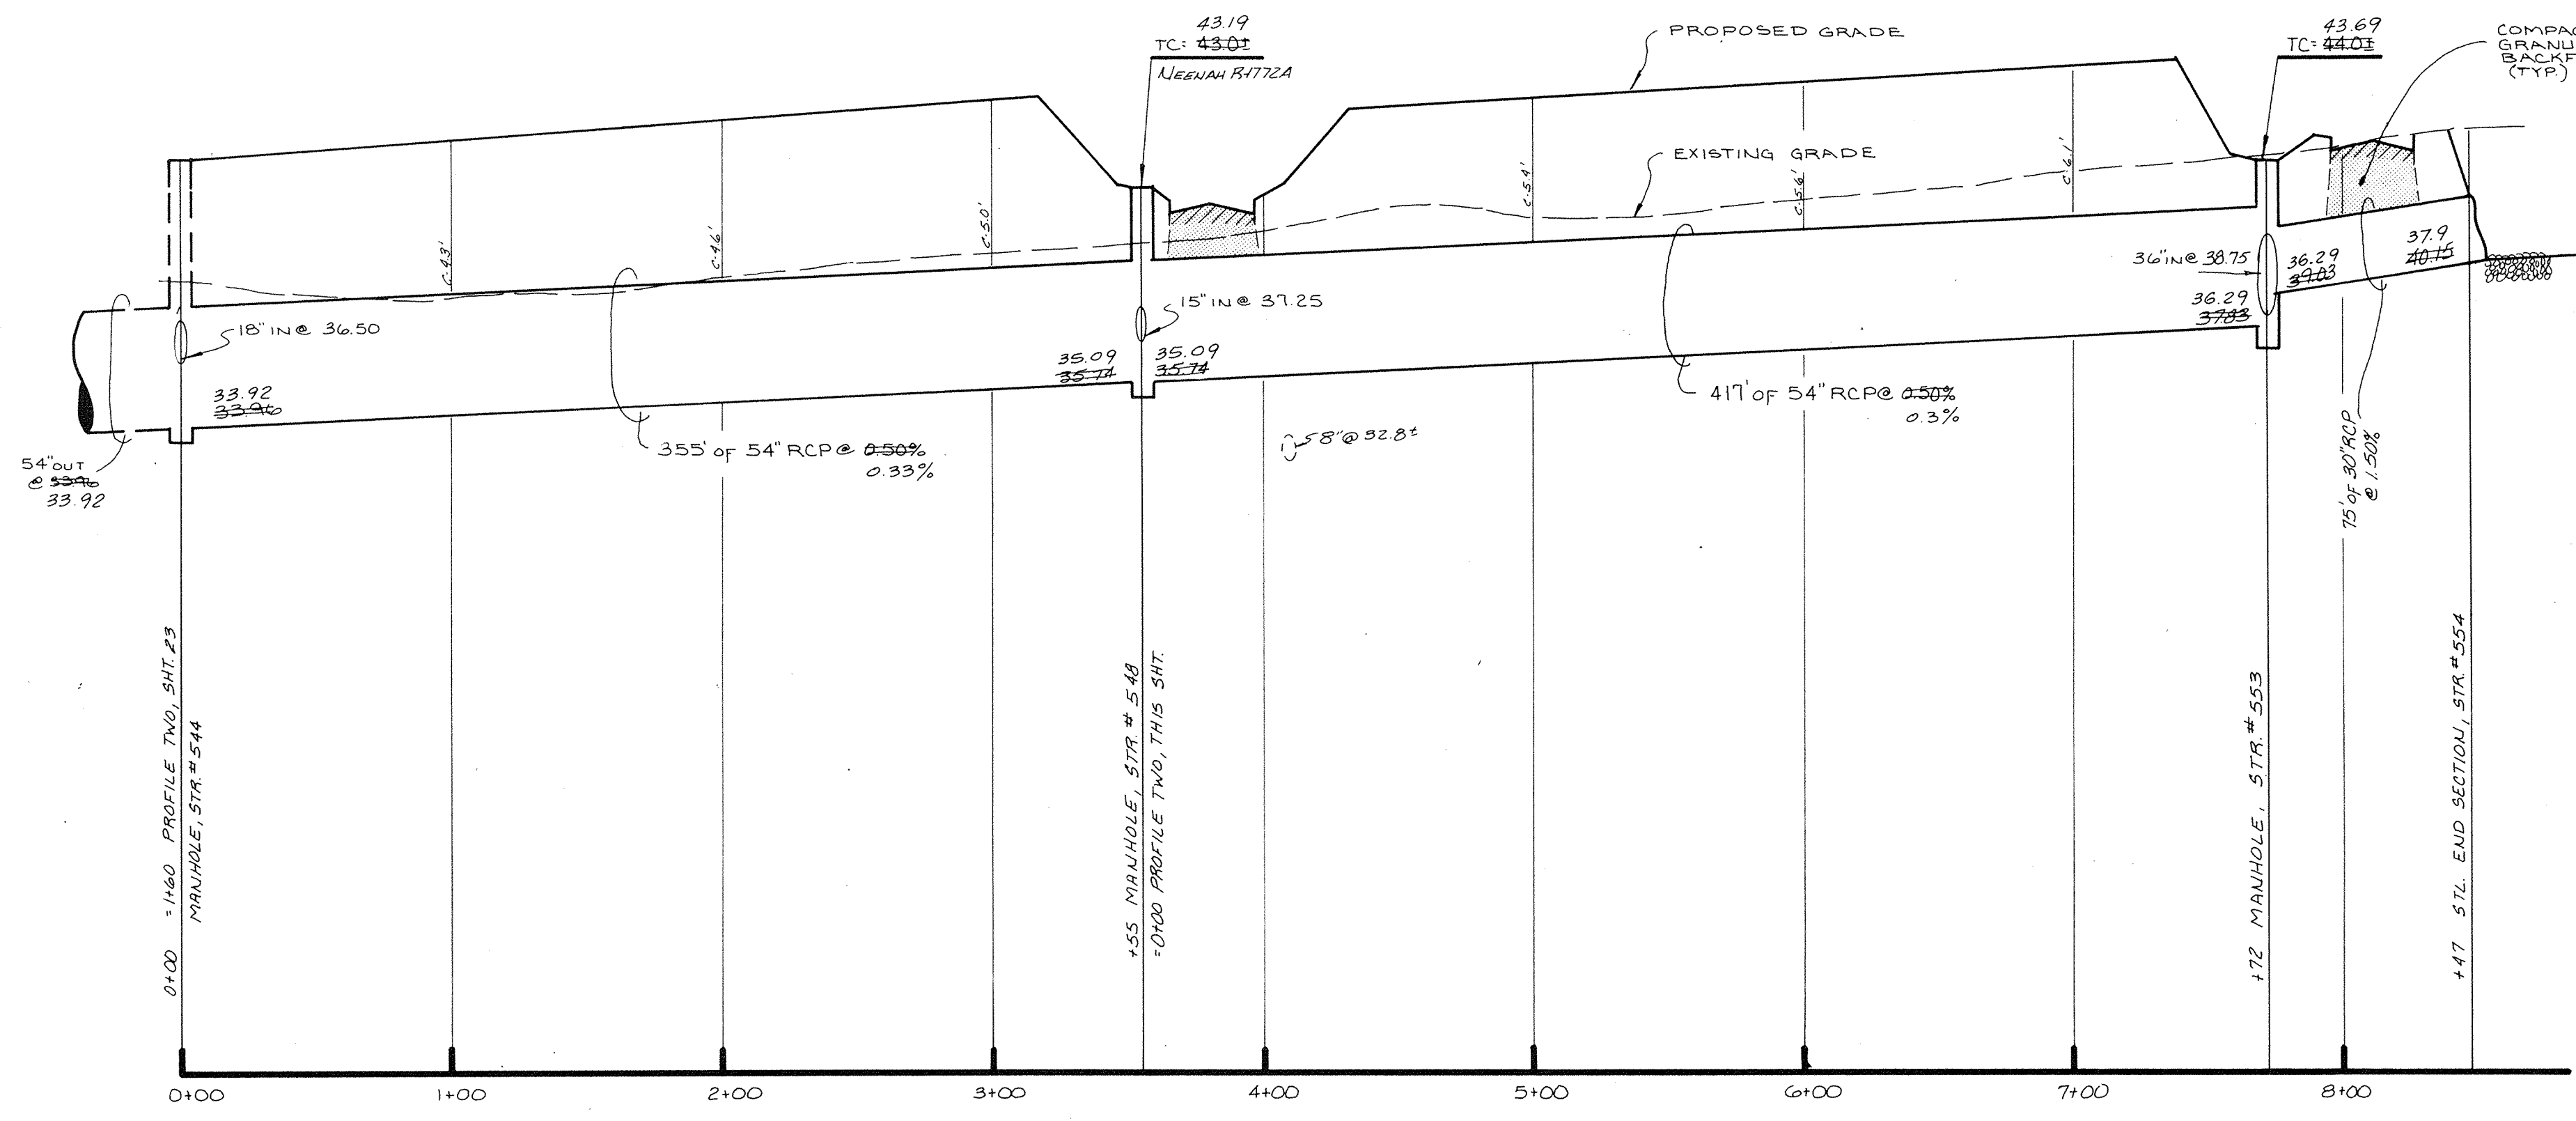 43.19
TC= 43.0±
NEENAH R-1772A
PROPOSED GRADE
43.69
TC= 44.0±
COMPAC
GRANU
BACKF
(TYP.)
EXISTING GRADE
C-4.3'
C-4.6'
C-5.0'
C-5.4'
C-5.6'
C-6.1'
18" IN @ 36.50
15" IN @ 37.25
36" IN @ 38.75
36.29
39.03
37.9
40.15
36.29
37.83
33.92
33.96
35.09
35.74
35.09
35.74
54" OUT
@ 33.96
33.92
355' OF 54" RCP @ 0.50%
0.33%
58" @ 32.8±
417' OF 54" RCP @ 0.50%
0.3%
75' OF 30" RCP
@ 1.50%
0+00 =1+60 PROFILE TWO, SHT. 23
MANHOLE, STR. #544
+55 MANHOLE, STR. # 548
=0+00 PROFILE TWO, THIS SHT.
+72 MANHOLE, STR. #553
+47 STL. END SECTION, STR. #554
0+00
1+00
2+00
3+00
4+00
5+00
6+00
7+00
8+00